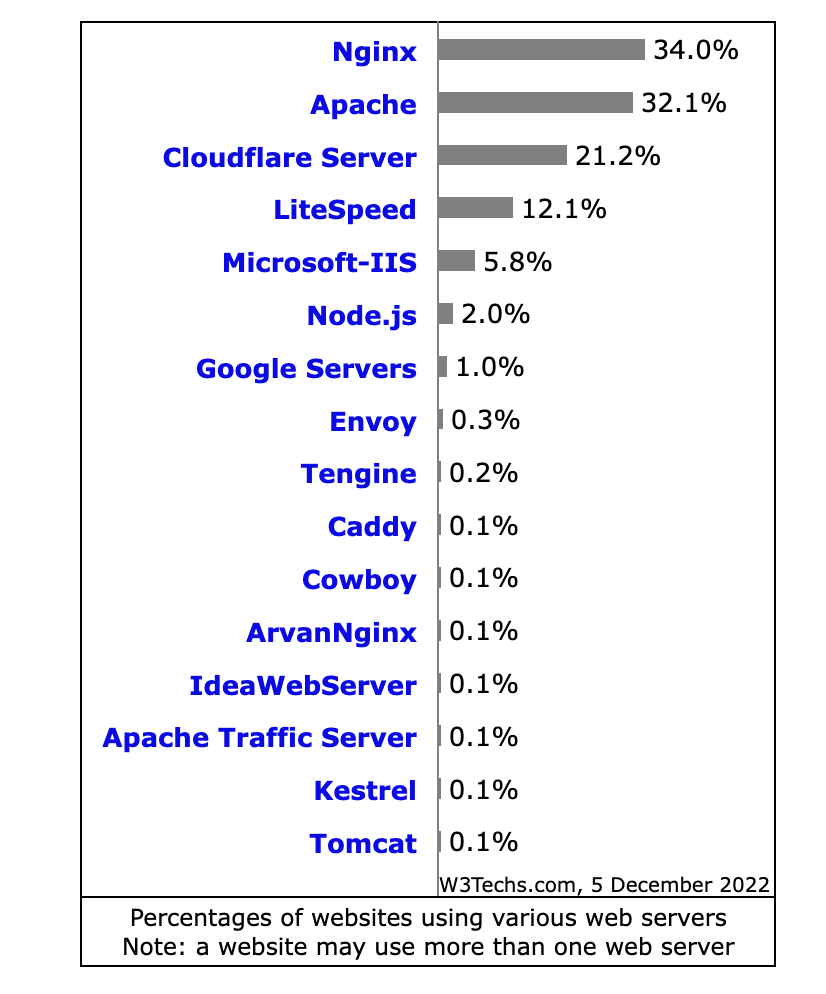 Nginx 34.0%
Apache 32.1%
Cloudflare Server 21.2%
LiteSpeed 12.1%
Microsoft-IIS 5.8%
Node.js 2.0%
Google Servers 1.0%
Envoy 0.3%
Tengine 0.2%
Caddy 0.1%
Cowboy 0.1%
ArvanNginx 0.1%
IdeaWebServer 0.1%
Apache Traffic Server 0.1%
Kestrel 0.1%
Tomcat 0.1%
W3Techs.com, 5 December 2022
Percentages of websites using various web servers
Note: a website may use more than one web server